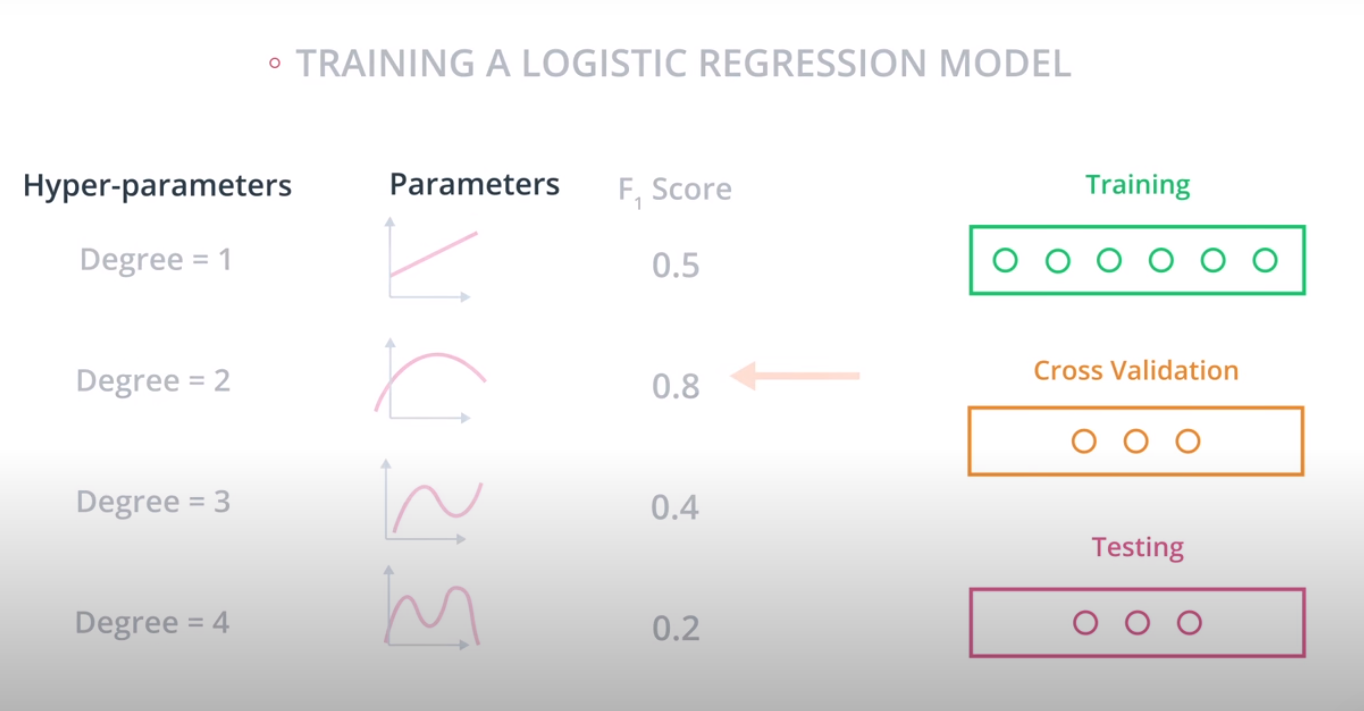 TRAINING A LOGISTIC REGRESSION MODEL
Hyper-parameters Parameters F₁ Score
Degree = 1 0.5
Degree = 2 0.8
Degree = 3 0.4
Degree = 4 0.2
Training
Cross Validation
Testing